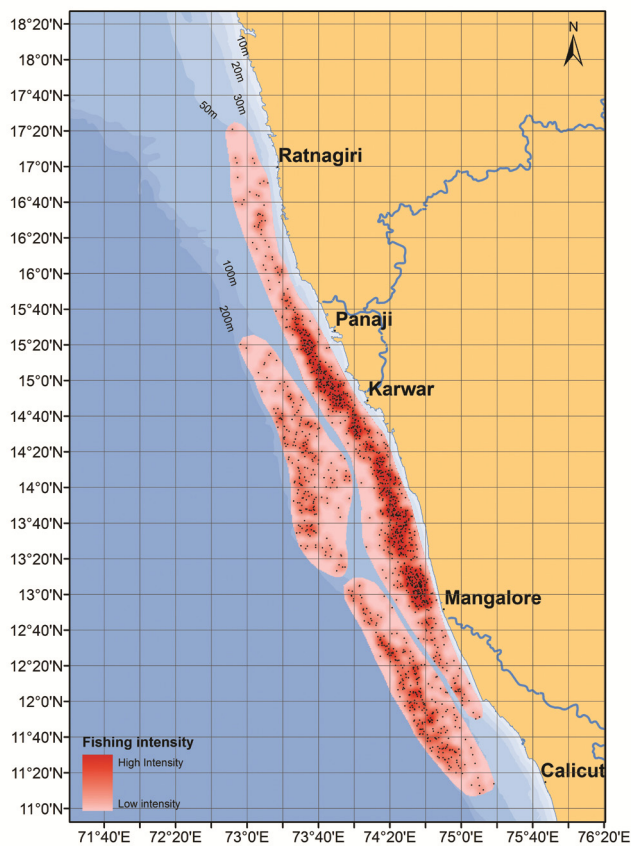 18°20'N
18°0'N
17°40'N
17°20'N
17°0'N
16°40'N
16°20'N
16°0'N
15°40'N
15°20'N
15°0'N
14°40'N
14°20'N
14°0'N
13°40'N
13°20'N
13°0'N
12°40'N
12°20'N
12°0'N
11°40'N
11°20'N
11°0'N
N
10m
20m
30m
50m
100m
200m
Ratnagiri
Panaji
Karwar
Mangalore
Calicut
Fishing intensity
High Intensity
Low intensity
71°40'E 72°20'E 73°0'E 73°40'E 74°20'E 75°0'E 75°40'E 76°20'E